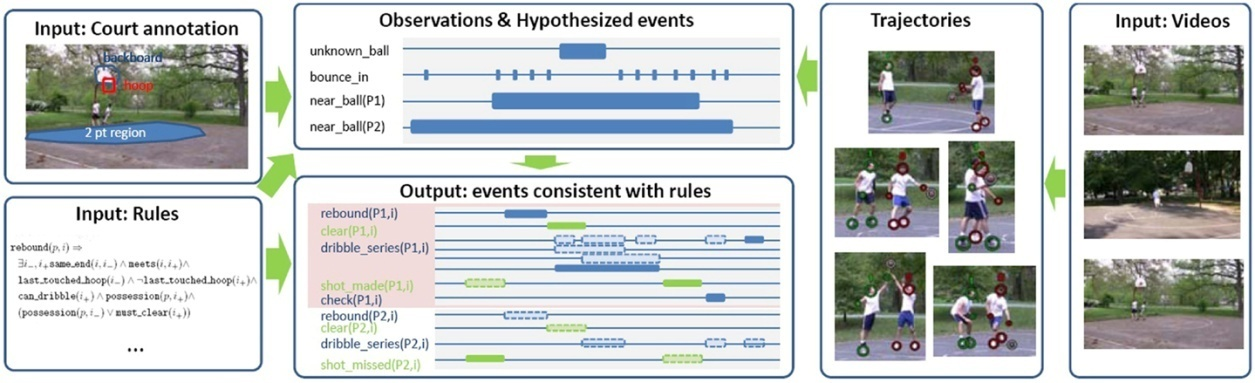 Input: Court annotation
backboard
hoop
2 pt region
Input: Rules
rebound(p, i) ⇒
∃i₋, i₊ same_end(i, i₋) ∧ meets(i, i₊)∧
last_touched_hoop(i₋) ∧ ¬last_touched_hoop(i₊)∧
can_dribble(i₊) ∧ possession(p, i₊)∧
(possession(p, i₋) ∨ must_clear(i₊))
...
Observations & Hypothesized events
unknown_ball
bounce_in
near_ball(P1)
near_ball(P2)
Output: events consistent with rules
rebound(P1,i)
clear(P1,i)
dribble_series(P1,i)
shot_made(P1,i)
check(P1,i)
rebound(P2,i)
clear(P2,i)
dribble_series(P2,i)
shot_missed(P2,i)
Trajectories
Input: Videos